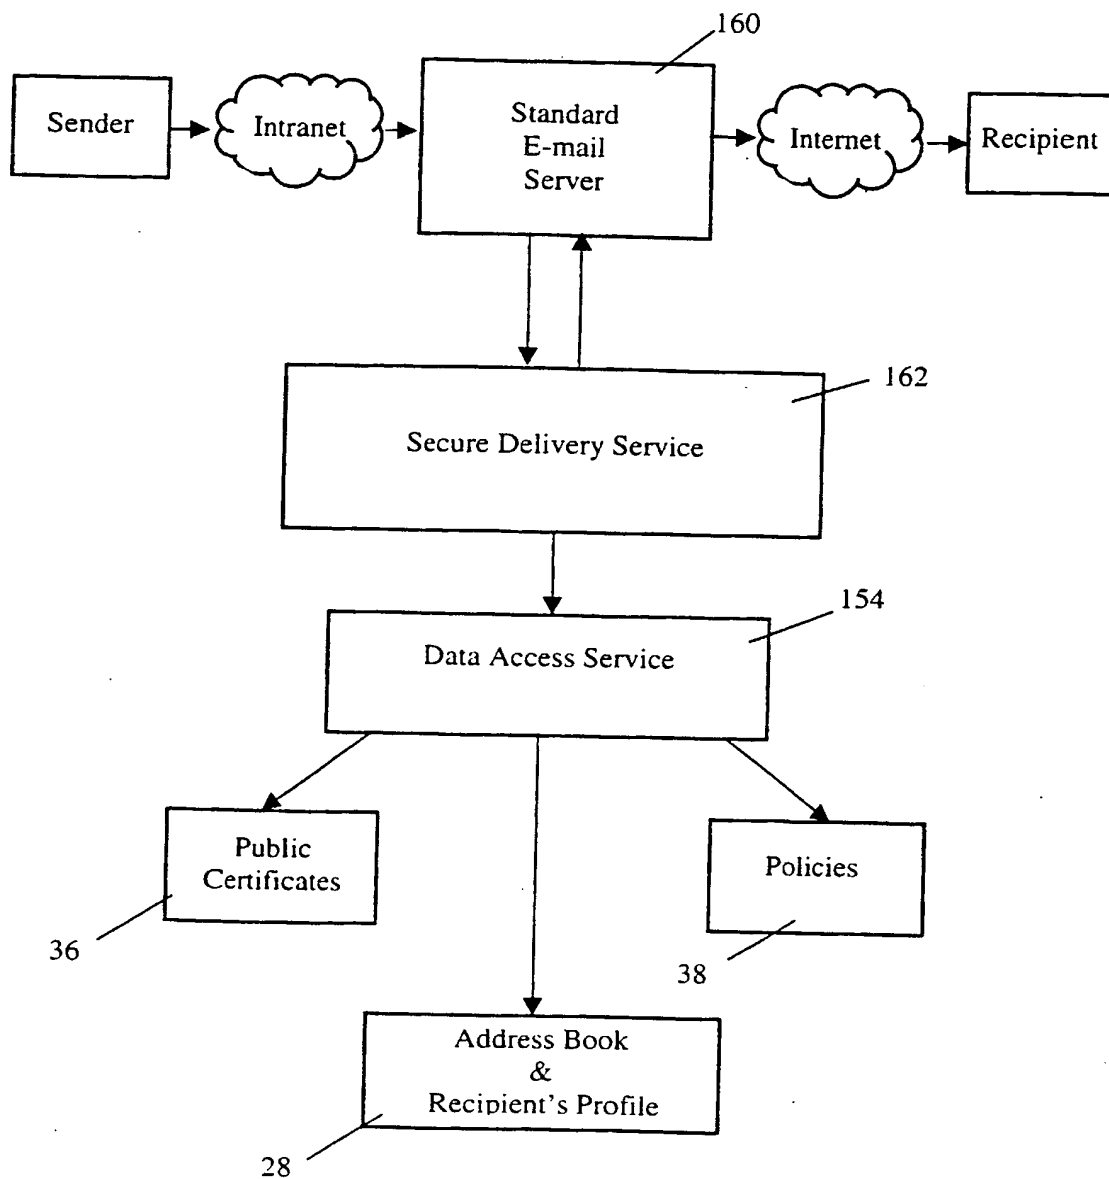 160
Sender
Intranet
Standard
E-mail
Server
Internet
Recipient
162
Secure Delivery Service
154
Data Access Service
Public
Certificates
36
Policies
38
Address Book
&
Recipient's Profile
28